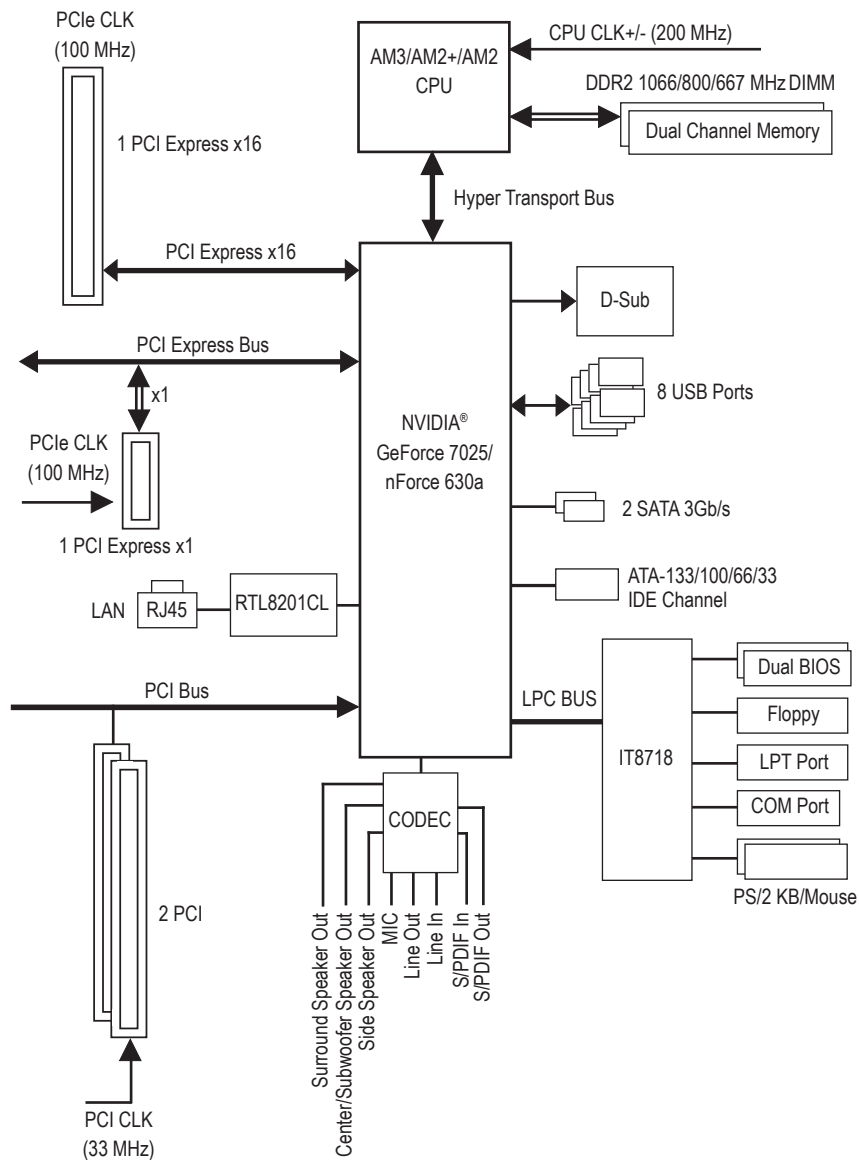 PCIe CLK
(100 MHz)
1 PCI Express x16
AM3/AM2+/AM2
CPU
CPU CLK+/- (200 MHz)
DDR2 1066/800/667 MHz DIMM
Dual Channel Memory
Hyper Transport Bus
PCI Express x16
D-Sub
PCI Express Bus
x1
8 USB Ports
NVIDIA®
GeForce 7025/
nForce 630a
PCIe CLK
(100 MHz)
1 PCI Express x1
2 SATA 3Gb/s
ATA-133/100/66/33
IDE Channel
LAN
RJ45
RTL8201CL
PCI Bus
LPC BUS
IT8718
Dual BIOS
Floppy
LPT Port
COM Port
PS/2 KB/Mouse
CODEC
2 PCI
Surround Speaker Out
Center/Subwoofer Speaker Out
Side Speaker Out
MIC
Line Out
Line In
S/PDIF In
S/PDIF Out
PCI CLK
(33 MHz)